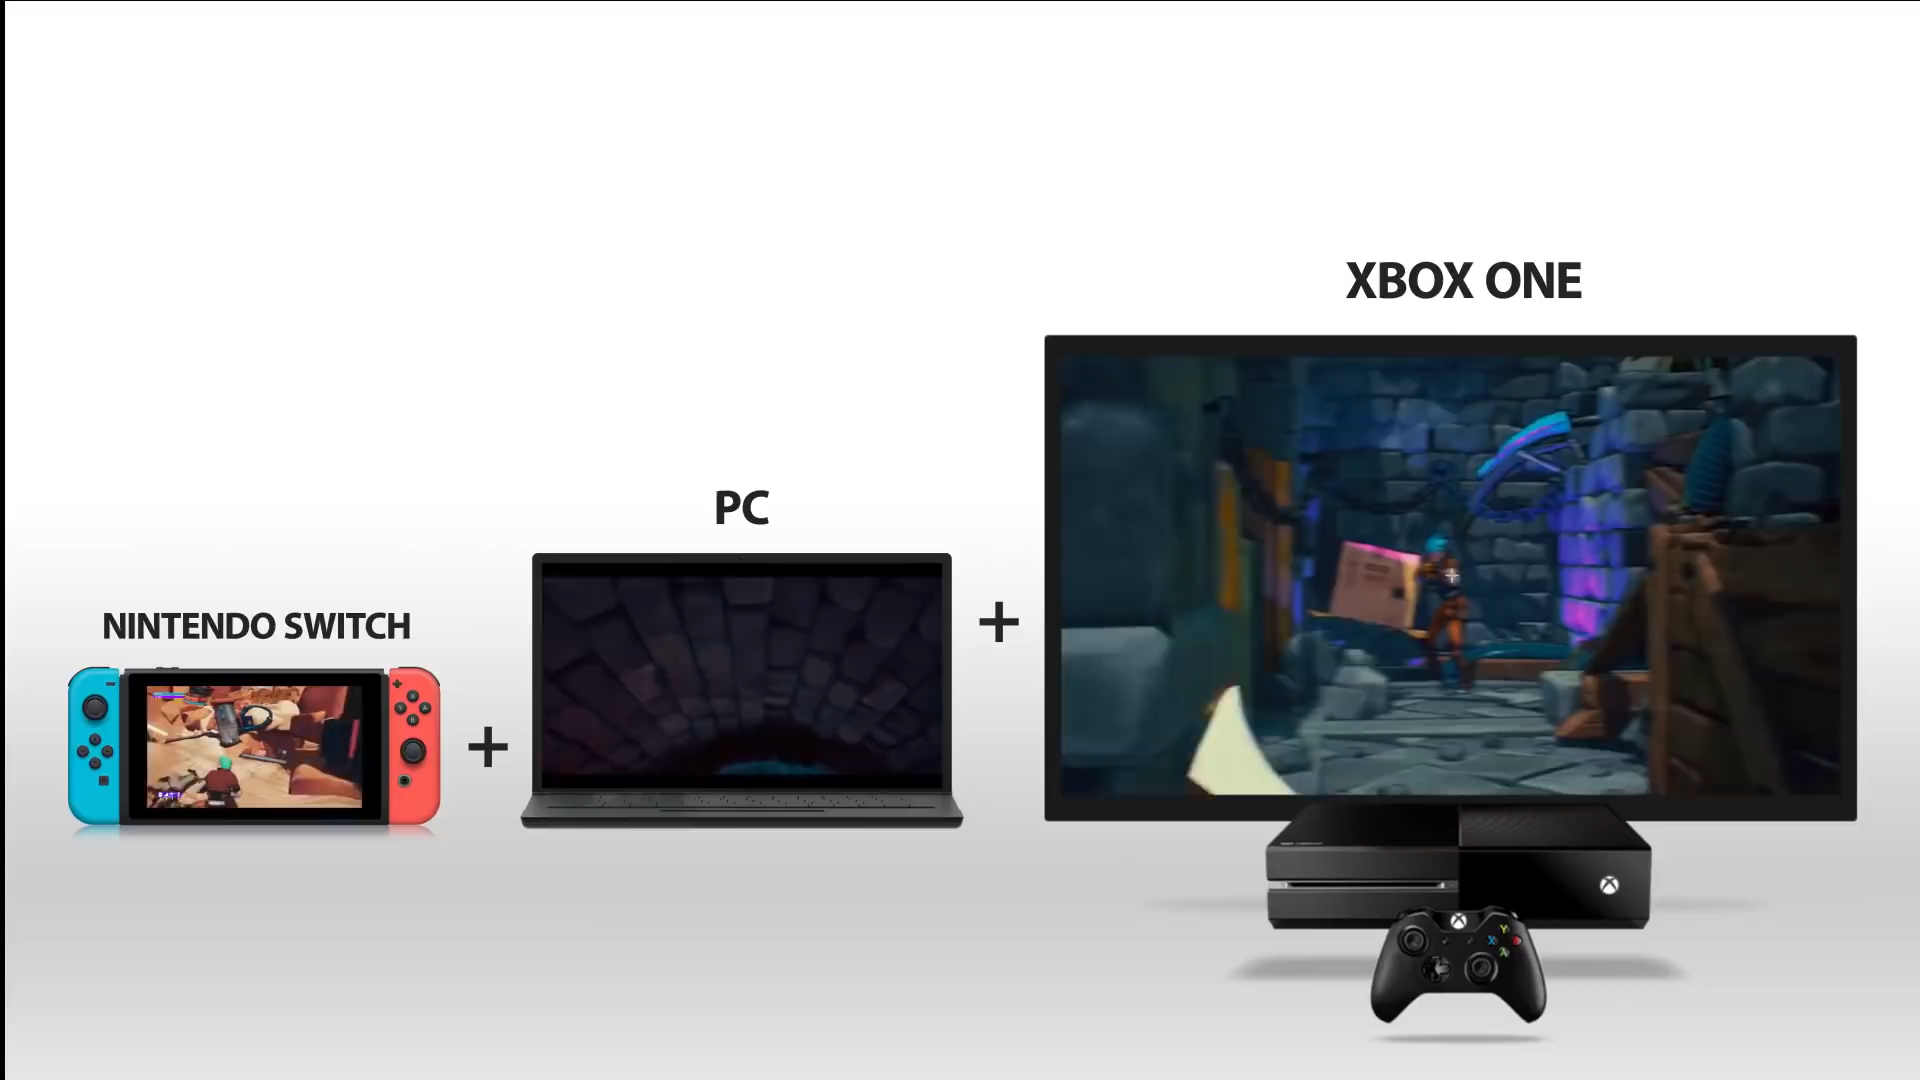 XBOX ONE
PC
NINTENDO SWITCH
+
+